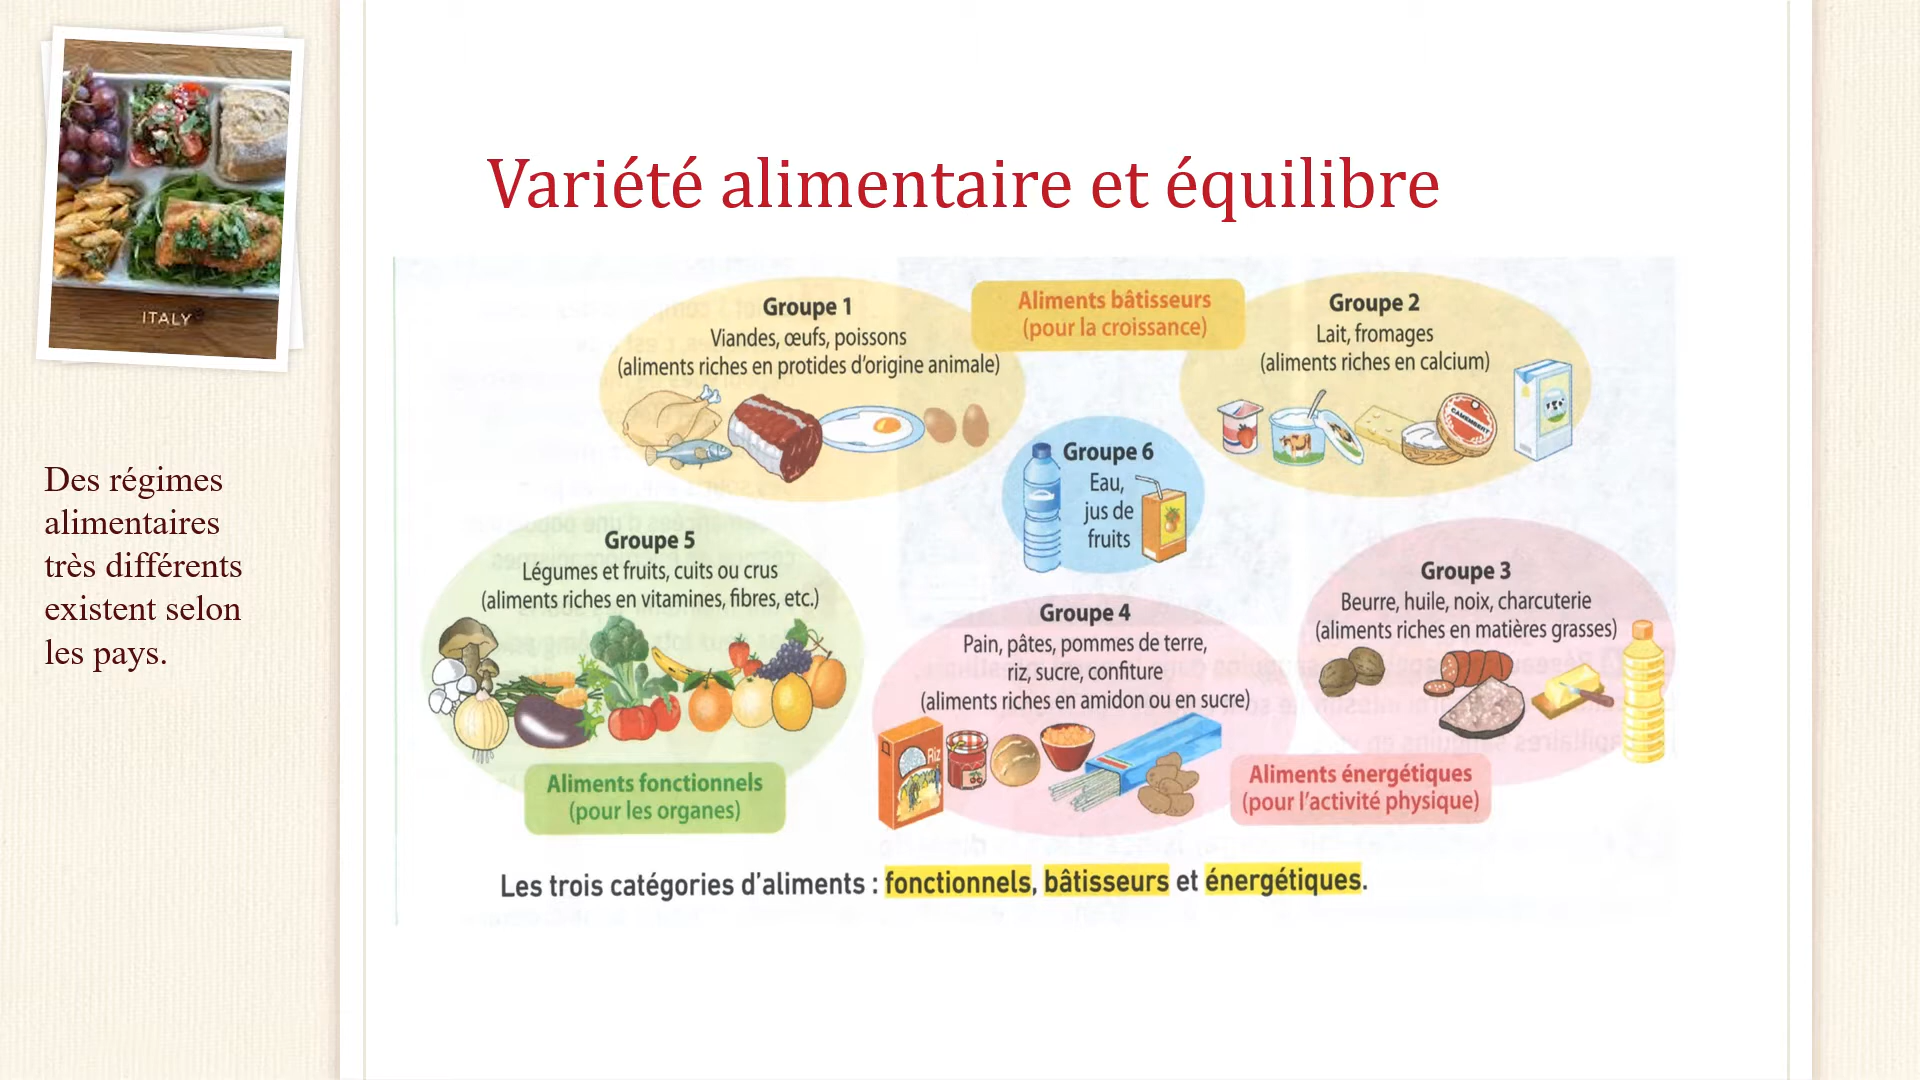 Variété alimentaire et équilibre
ITALY
Des régimes
alimentaires
très différents
existent selon
les pays.
Groupe 1
Viandes, œufs, poissons
(aliments riches en protides d'origine animale)
Aliments bâtisseurs
(pour la croissance)
Groupe 2
Lait, fromages
(aliments riches en calcium)
CAMEMBERT
Groupe 6
Eau,
jus de
fruits
Groupe 5
Légumes et fruits, cuits ou crus
(aliments riches en vitamines, fibres, etc.)
Aliments fonctionnels
(pour les organes)
Groupe 4
Pain, pâtes, pommes de terre,
riz, sucre, confiture
(aliments riches en amidon ou en sucre)
Riz
Groupe 3
Beurre, huile, noix, charcuterie
(aliments riches en matières grasses)
Aliments énergétiques
(pour l'activité physique)
Les trois catégories d'aliments : fonctionnels, bâtisseurs et énergétiques.